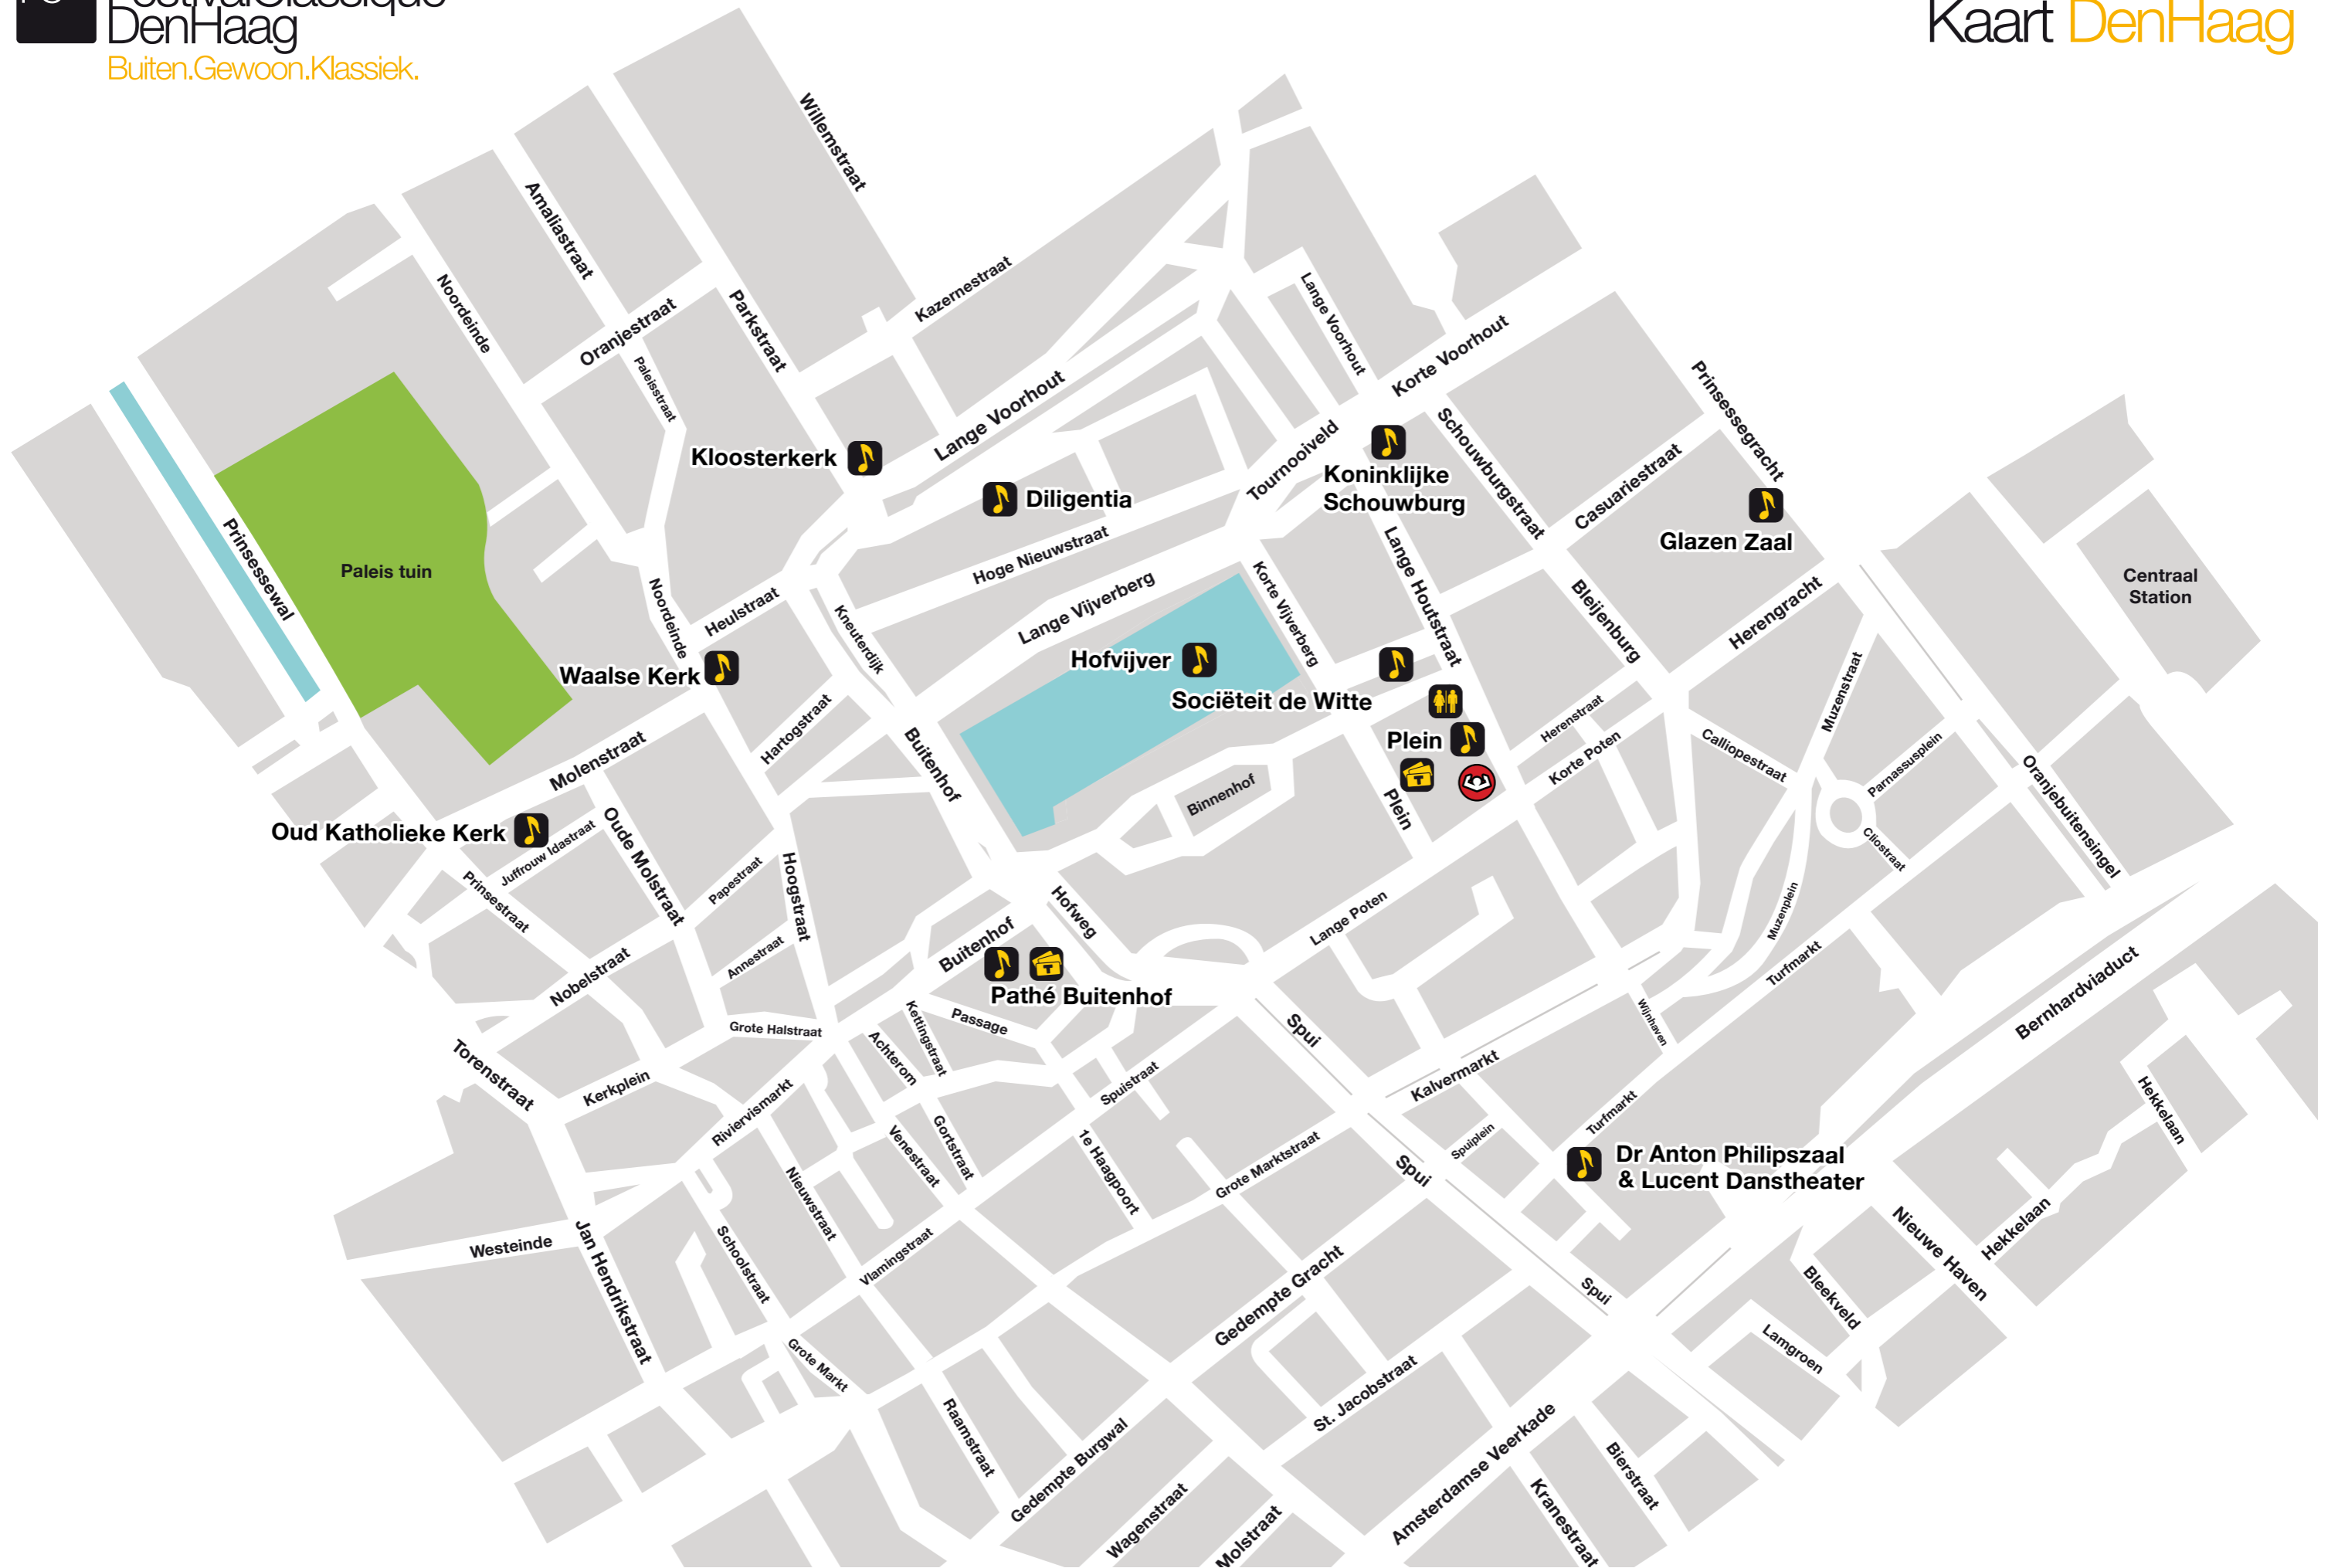 FestivalClassique
DenHaag
Buiten.Gewoon.Klassiek.
Kaart DenHaag
Willemstraat
Amaliastraat
Noordeinde
Oranjestraat
Parkstraat
Kazernestraat
Paleisstraat
Lange Voorhout
Korte Voorhout
Prinsessegracht
Lange Voorhout
Kloosterkerk
Diligentia
Tournooiveld
Koninklijke
Schouwburg
Schouwburgstraat
Casuariestraat
Glazen Zaal
Prinsessewal
Paleis tuin
Hoge Nieuwstraat
Lange Houtstraat
Centraal
Station
Noordeinde
Heulstraat
Kneuterdijk
Lange Vijverberg
Korte Vijverberg
Bleijenburg
Herengracht
Waalse Kerk
Hofvijver
Sociëteit de Witte
Muzenstraat
Hartogstraat
Buitenhof
Molenstraat
Plein
Herenstraat
Korte Poten
Calliopestraat
Parnassusplein
Oranjebuitensingel
Binnenhof
Plein
Oud Katholieke Kerk
Juffrouw Idastraat
Oude Molstraat
Cliostraat
Prinsestraat
Papestraat
Hoogstraat
Hofweg
Lange Poten
Muzenplein
Buitenhof
Annestraat
Nobelstraat
Turfmarkt
Bernhardviaduct
Pathé Buitenhof
Grote Halstraat
Kettingstraat
Passage
Spui
Wijnhaven
Torenstraat
Achterom
Kerkplein
Spuistraat
Kalvermarkt
Riviervismarkt
Turfmarkt
Hekkelaan
Venestraat
Gortstraat
1e Haagpoort
Grote Marktstraat
Spuiplein
Spui
Dr Anton Philipszaal
& Lucent Danstheater
Nieuwstraat
Westeinde
Jan Hendrikstraat
Schoolstraat
Vlamingstraat
Nieuwe Haven
Hekkelaan
Gedempte Gracht
Spui
Bleekveld
Grote Markt
Lamgroen
St. Jacobstraat
Raamstraat
Gedempte Burgwal
Amsterdamse Veerkade
Bierstraat
Wagenstraat
Molstraat
Kranestraat